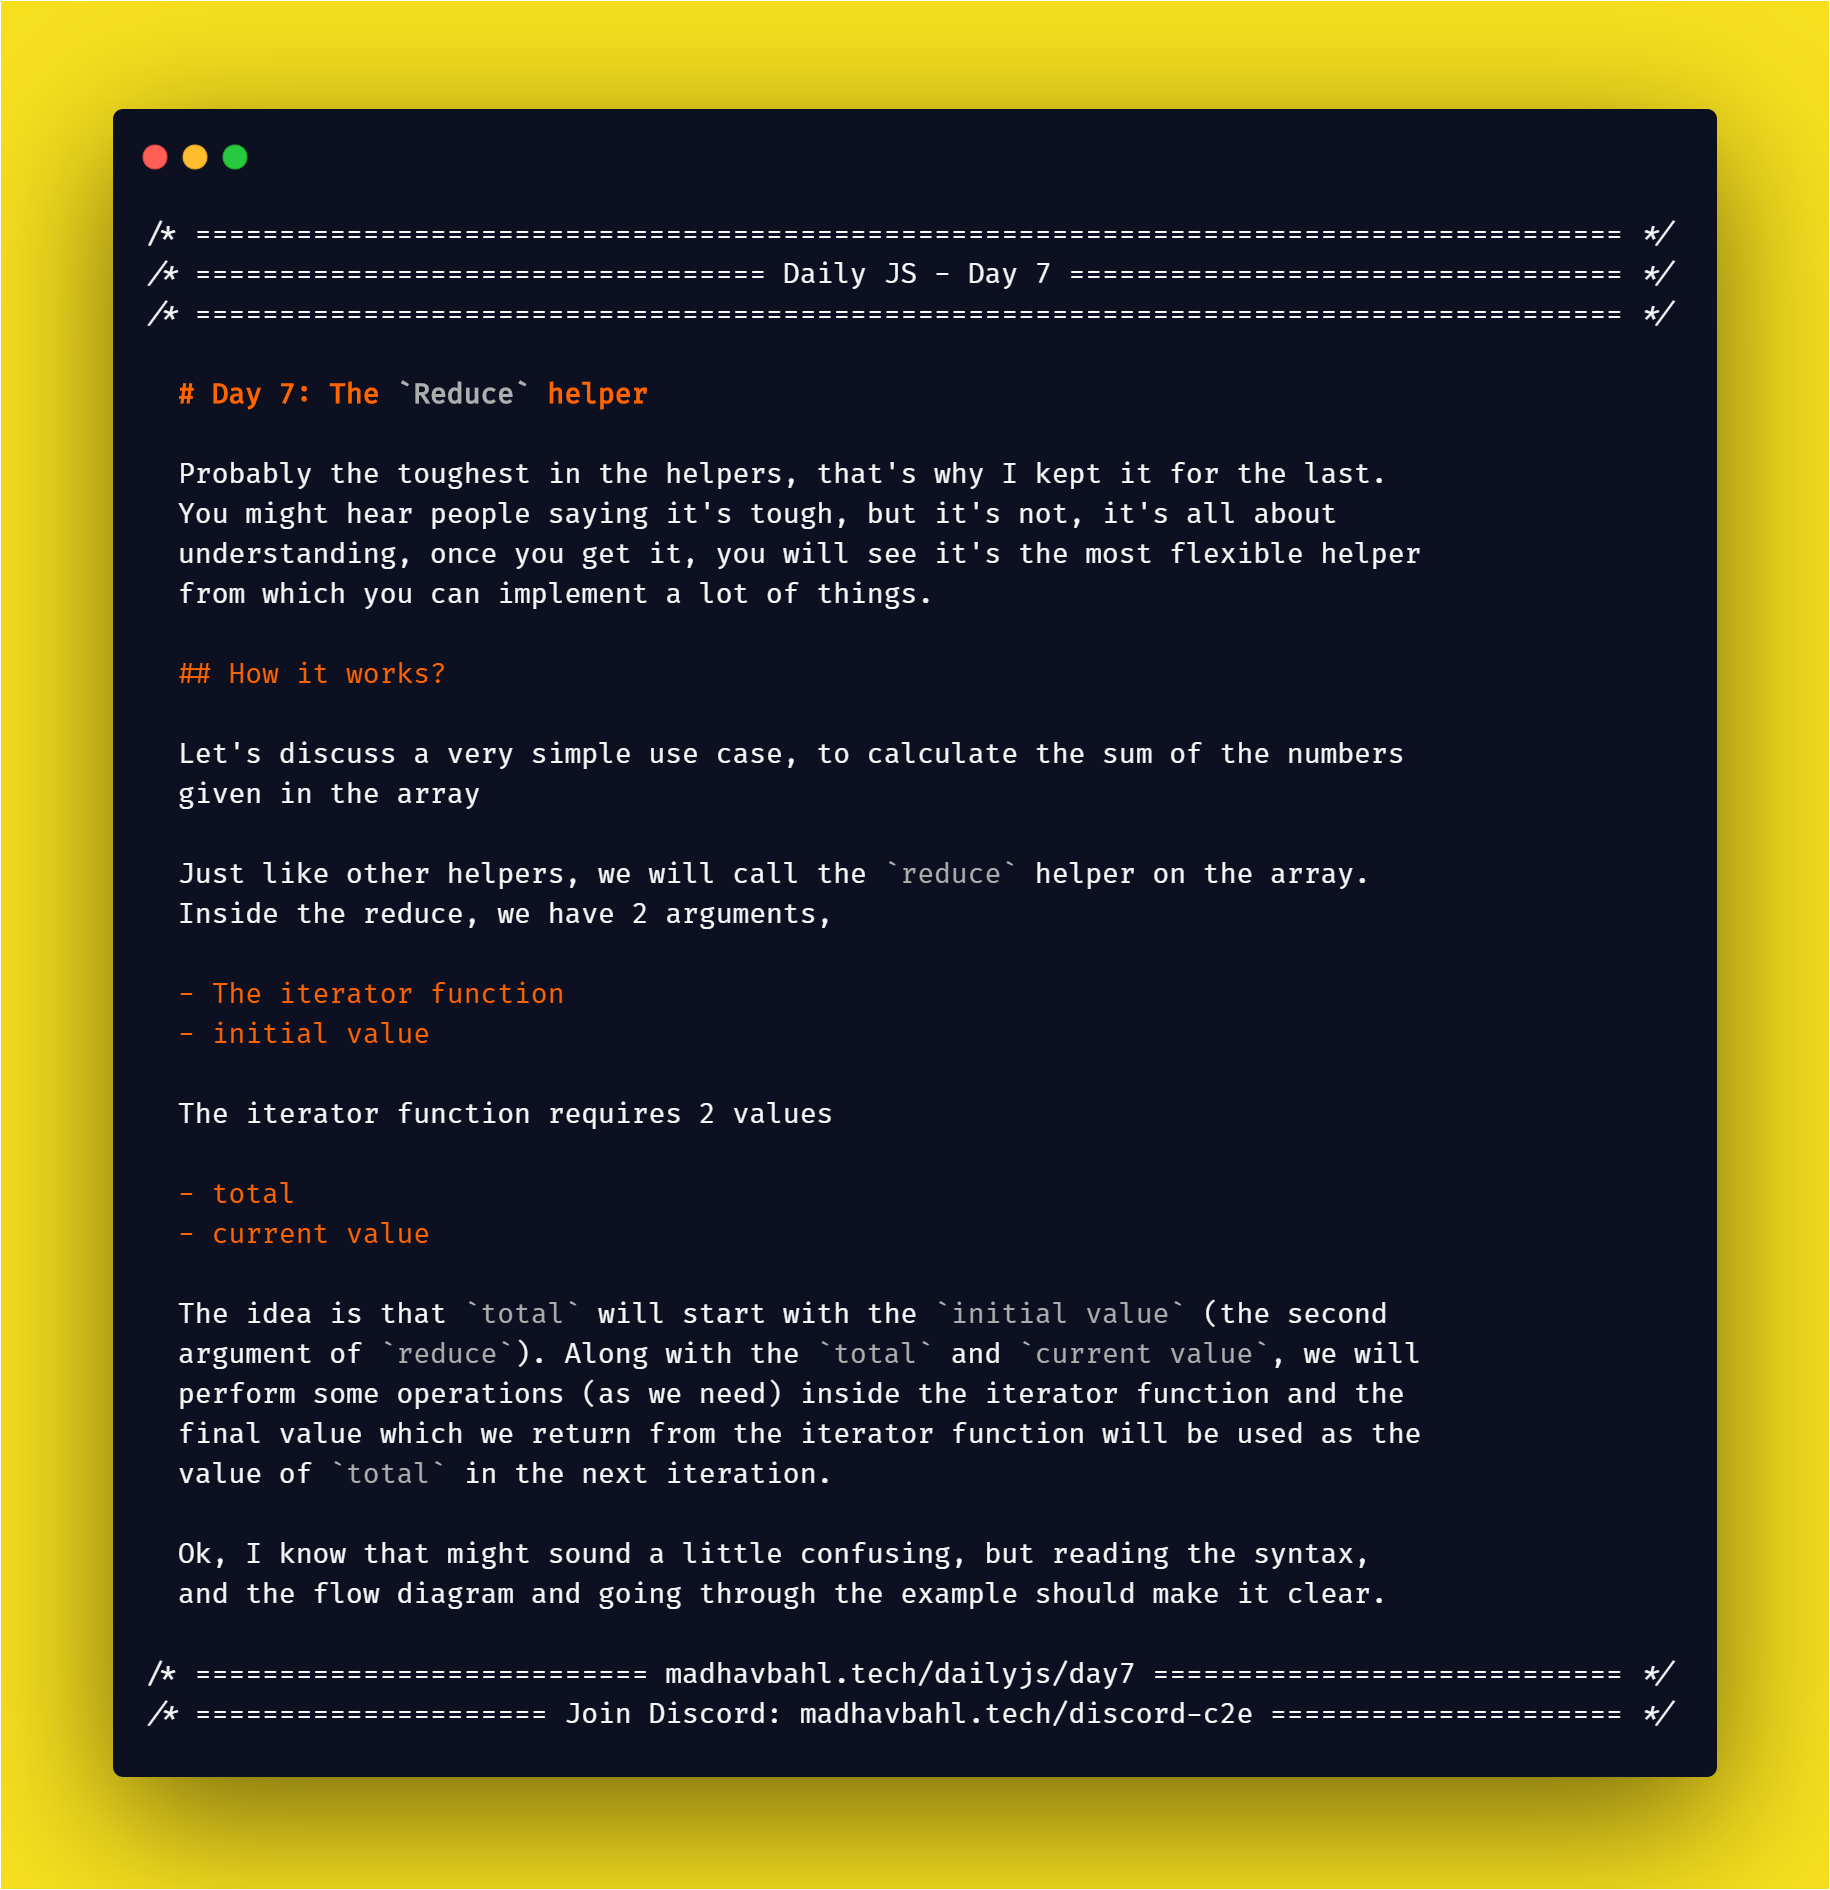 /* ===================================================================================== */
/* ================================== Daily JS - Day 7 ================================= */
/* ===================================================================================== */
# Day 7: The `Reduce` helper
Probably the toughest in the helpers, that's why I kept it for the last.
You might hear people saying it's tough, but it's not, it's all about
understanding, once you get it, you will see it's the most flexible helper
from which you can implement a lot of things.
## How it works?
Let's discuss a very simple use case, to calculate the sum of the numbers
given in the array
Just like other helpers, we will call the `reduce` helper on the array.
Inside the reduce, we have 2 arguments,
- The iterator function
- initial value
The iterator function requires 2 values
- total
- current value
The idea is that `total` will start with the `initial value` (the second
argument of `reduce`). Along with the `total` and `current value`, we will
perform some operations (as we need) inside the iterator function and the
final value which we return from the iterator function will be used as the
value of `total` in the next iteration.
Ok, I know that might sound a little confusing, but reading the syntax,
and the flow diagram and going through the example should make it clear.
/* =========================== madhavbahl.tech/dailyjs/day7 ============================ */
/* ===================== Join Discord: madhavbahl.tech/discord-c2e ===================== */